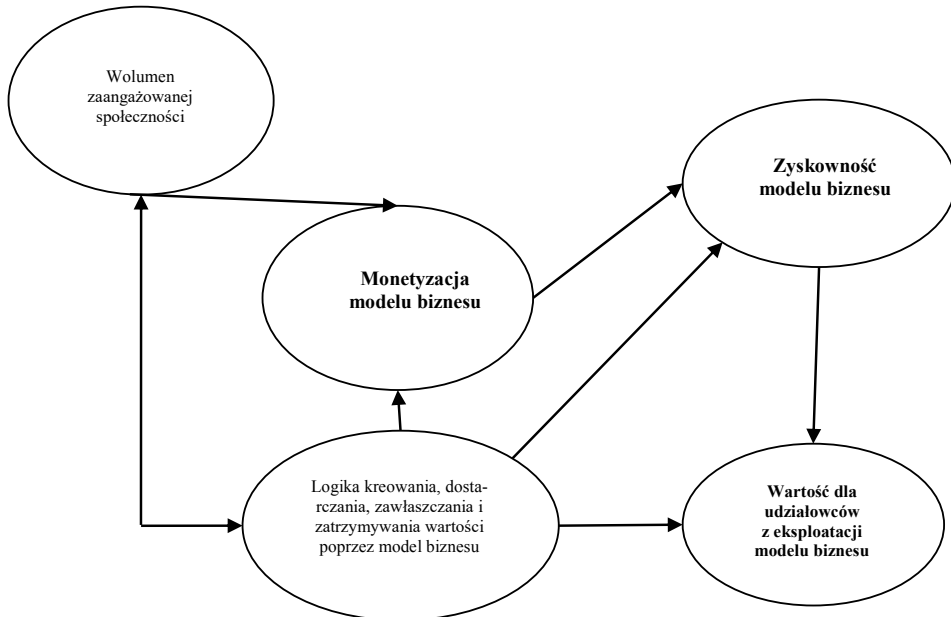 Wolumen
zaangażowanej
społeczności
Zyskowność
modelu biznesu
Monetyzacja
modelu biznesu
Logika kreowania, dosta-
rczania, zawłaszczania i
zatrzymywania wartości
poprzez model biznesu
Wartość dla
udziałowców
z eksploatacji
modelu biznesu